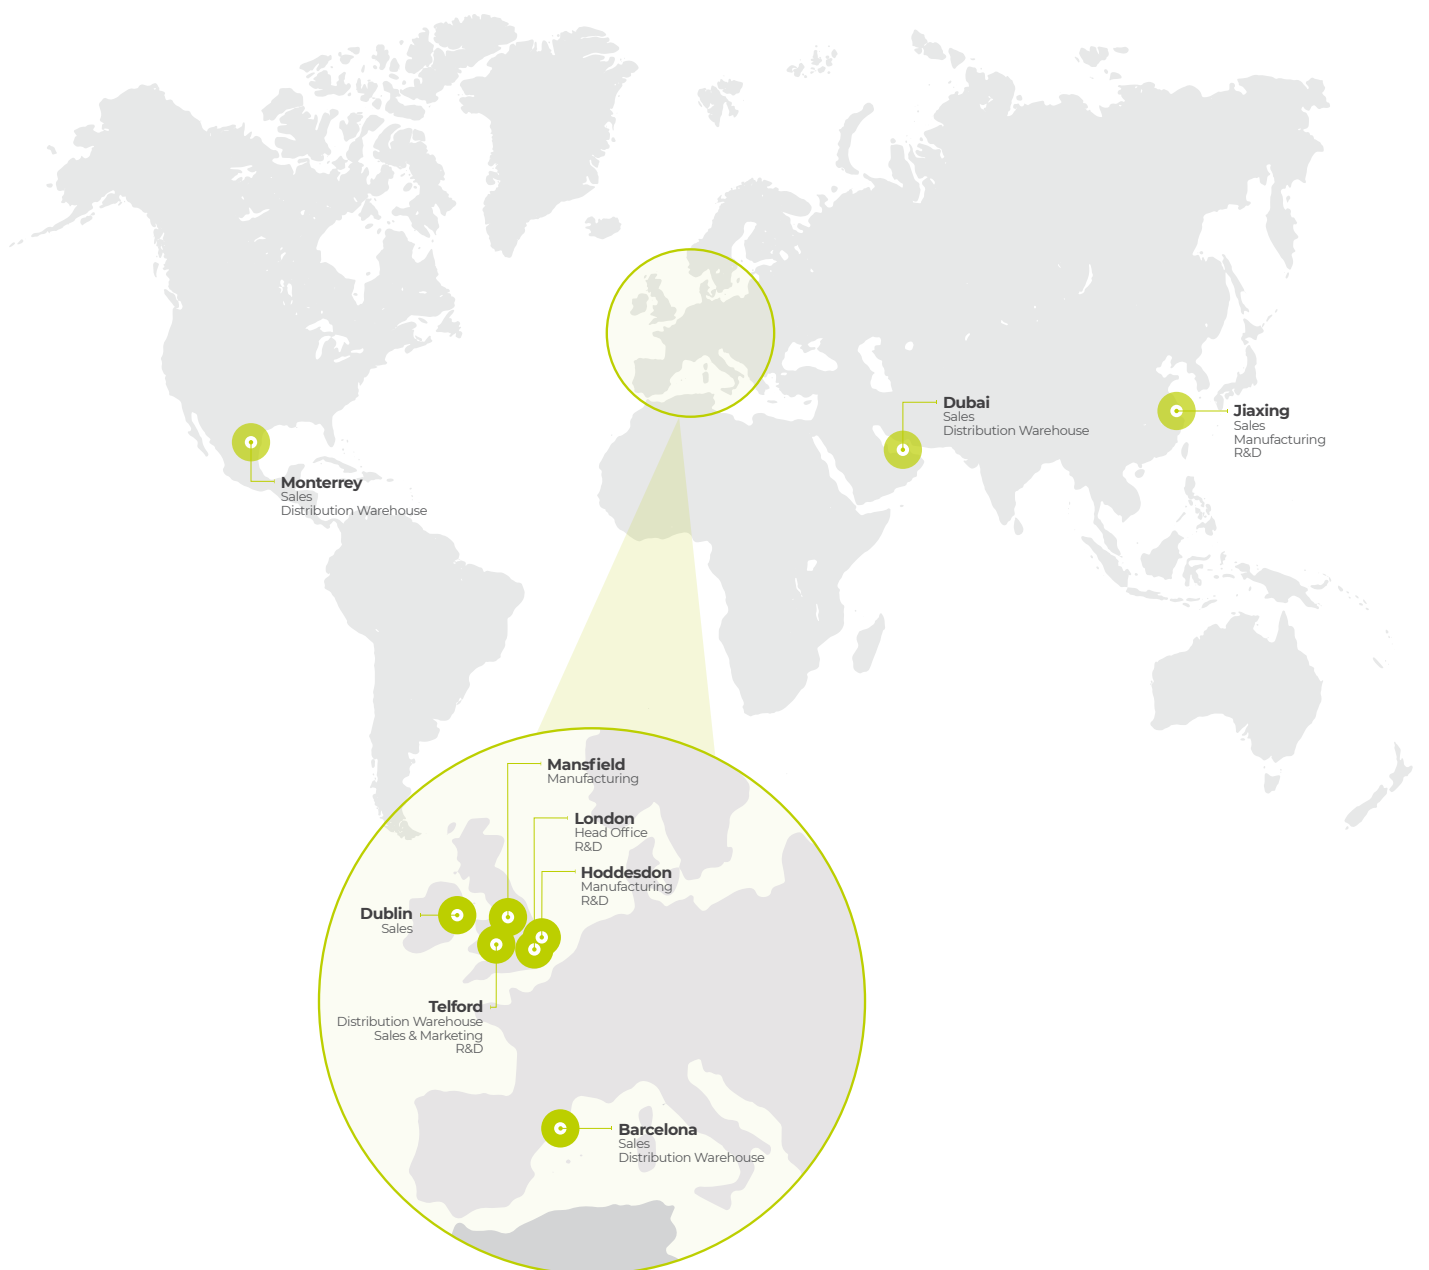 Dubai
Sales
Distribution Warehouse
Jiaxing
Sales
Manufacturing
R&D
Monterrey
Sales
Distribution Warehouse
Mansfield
Manufacturing
London
Head Office
R&D
Hoddesdon
Manufacturing
R&D
Dublin
Sales
Telford
Distribution Warehouse
Sales & Marketing
R&D
Barcelona
Sales
Distribution Warehouse